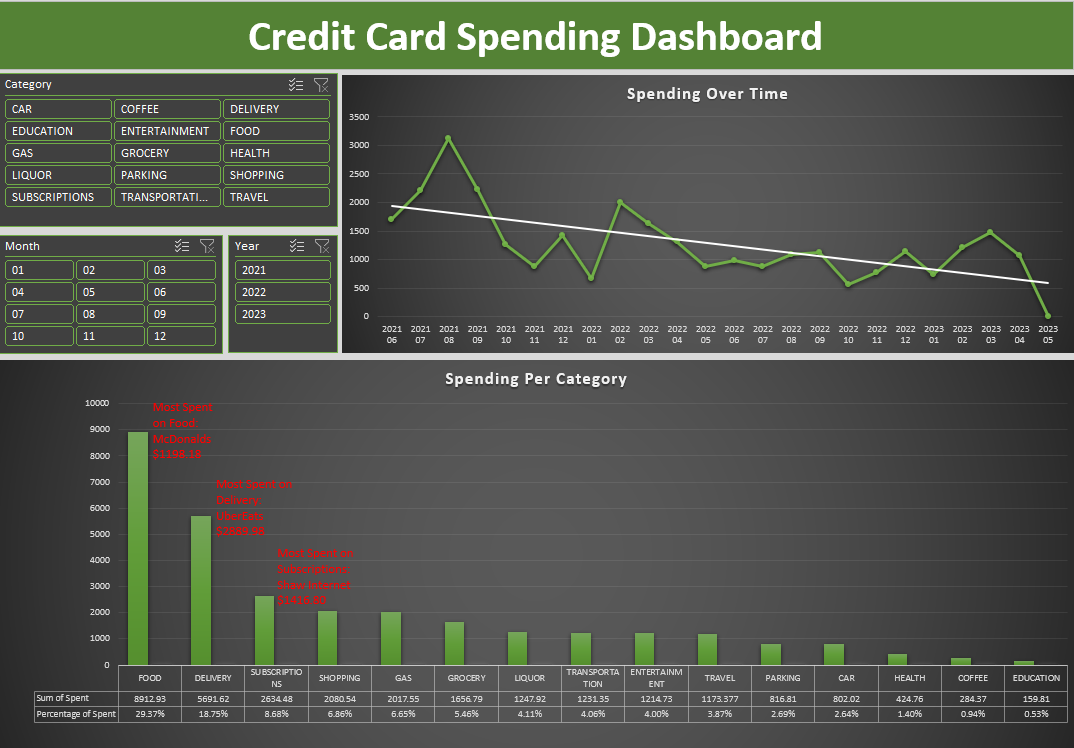 Credit Card Spending Dashboard
Category
CAR COFFEE DELIVERY
EDUCATION ENTERTAINMENT FOOD
GAS GROCERY HEALTH
LIQUOR PARKING SHOPPING
SUBSCRIPTIONS TRANSPORTATI... TRAVEL
Month
01 02 03
04 05 06
07 08 09
10 11 12
Year
2021
2022
2023
Spending Over Time
3500
3000
2500
2000
1500
1000
500
0
2021 2021 2021 2021 2021 2021 2021 2022 2022 2022 2022 2022 2022 2022 2022 2022 2022 2022 2022 2023 2023 2023 2023 2023
06 07 08 09 10 11 12 01 02 03 04 05 06 07 08 09 10 11 12 01 02 03 04 05
Spending Per Category
10000
9000
8000
7000
6000
5000
4000
3000
2000
1000
0
Most Spent
on Food:
McDonalds
Most Spent on
Delivery:
UberEats
Most Spent on
Subscriptions:
Shaw Internet
FOOD DELIVERY SUBSCRIPTIO SHOPPING GAS GROCERY LIQUOR TRANSPORTA ENTERTAINM TRAVEL PARKING CAR HEALTH COFFEE EDUCATION
NS TION ENT
Sum of Spent 8912.93 5691.62 2634.48 2080.54 2017.55 1656.79 1247.92 1231.35 1214.73 1173.377 816.81 802.02 424.76 284.37 159.81
Percentage of Spent 29.37% 18.75% 8.68% 6.86% 6.65% 5.46% 4.11% 4.06% 4.00% 3.87% 2.69% 2.64% 1.40% 0.94% 0.53%